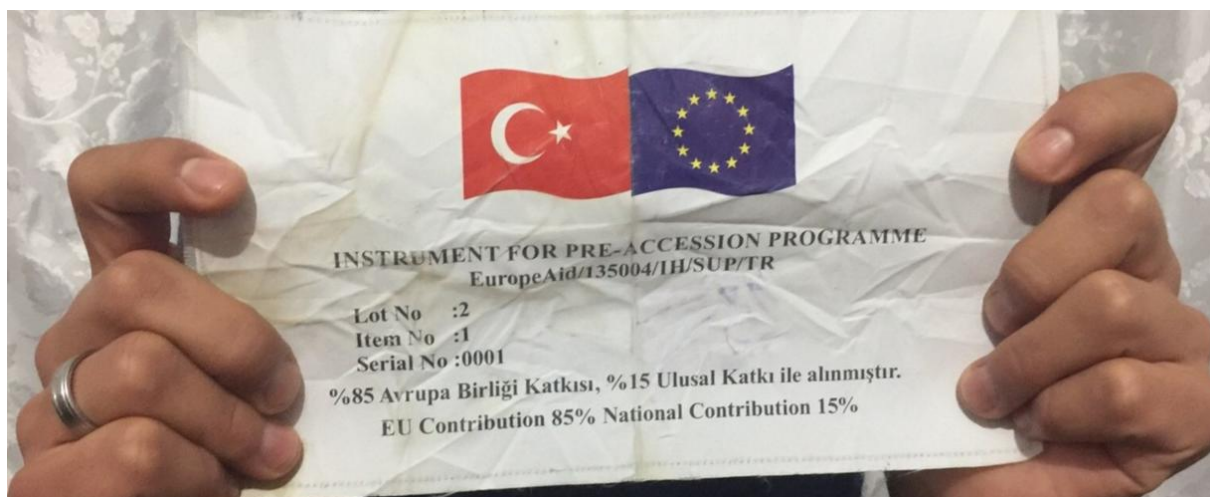 INSTRUMENT FOR PRE-ACCESSION PROGRAMME
EuropeAid/135004/IH/SUP/TR
Lot No :2
Item No :1
Serial No :0001
%85 Avrupa Birliği Katkısı, %15 Ulusal Katkı ile alınmıştır.
EU Contribution 85% National Contribution 15%